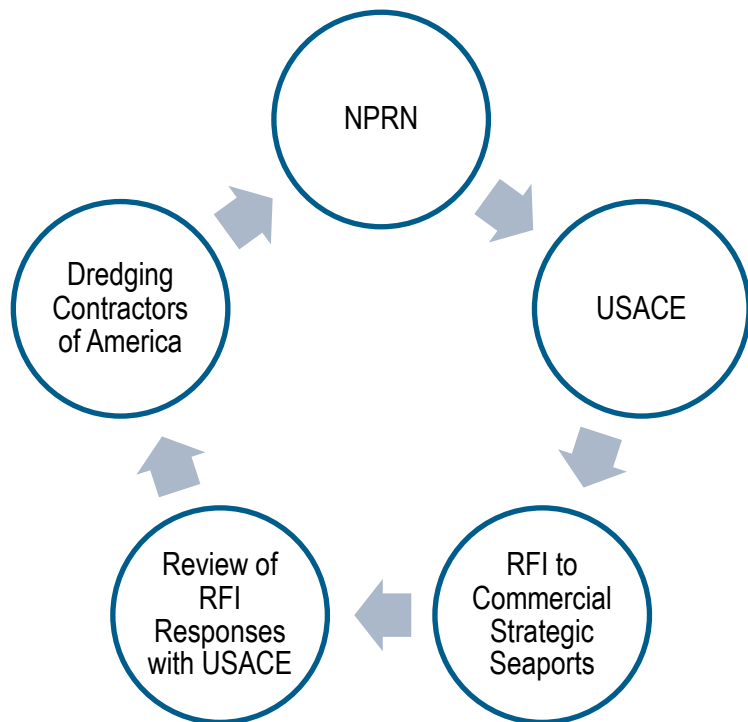 NPRN
USACE
RFI to
Commercial
Strategic
Seaports
Review of
RFI
Responses
with USACE
Dredging
Contractors
of America